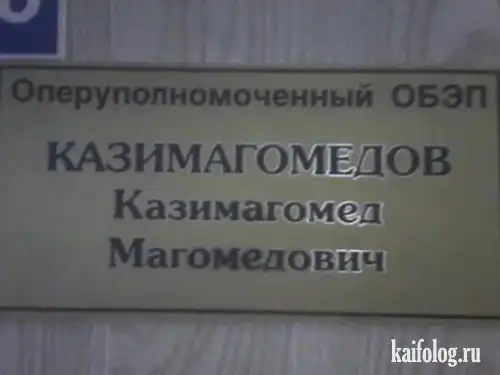 Оперуполномоченный ОБЭП
КАЗИМАГОМЕДОВ
Казимагомед
Магомедович
kaifolog.ru